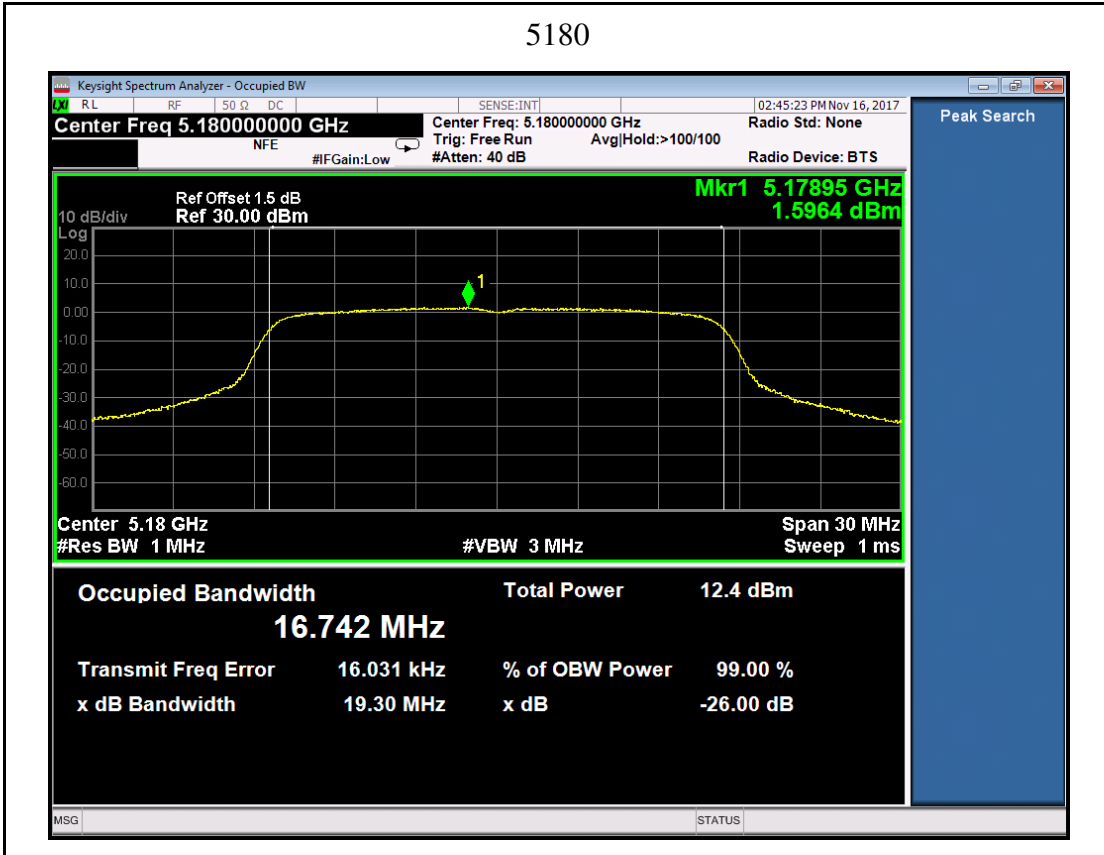 5180
Keysight Spectrum Analyzer - Occupied BW
LXI RL RF 50 Ω DC SENSE:INT 02:45:23 PM Nov 16, 2017
Center Freq 5.180000000 GHz Center Freq: 5.180000000 GHz Radio Std: None
NFE Trig: Free Run Avg|Hold:>100/100
#IFGain:Low #Atten: 40 dB Radio Device: BTS
Peak Search
Mkr1 5.17895 GHz
Ref Offset 1.5 dB
10 dB/div Ref 30.00 dBm 1.5964 dBm
Log
20.0
10.0
1
0.00
-10.0
-20.0
-30.0
-40.0
-50.0
-60.0
Center 5.18 GHz Span 30 MHz
#Res BW 1 MHz #VBW 3 MHz Sweep 1 ms
Occupied Bandwidth Total Power 12.4 dBm
16.742 MHz
Transmit Freq Error 16.031 kHz % of OBW Power 99.00 %
x dB Bandwidth 19.30 MHz x dB -26.00 dB
MSG STATUS